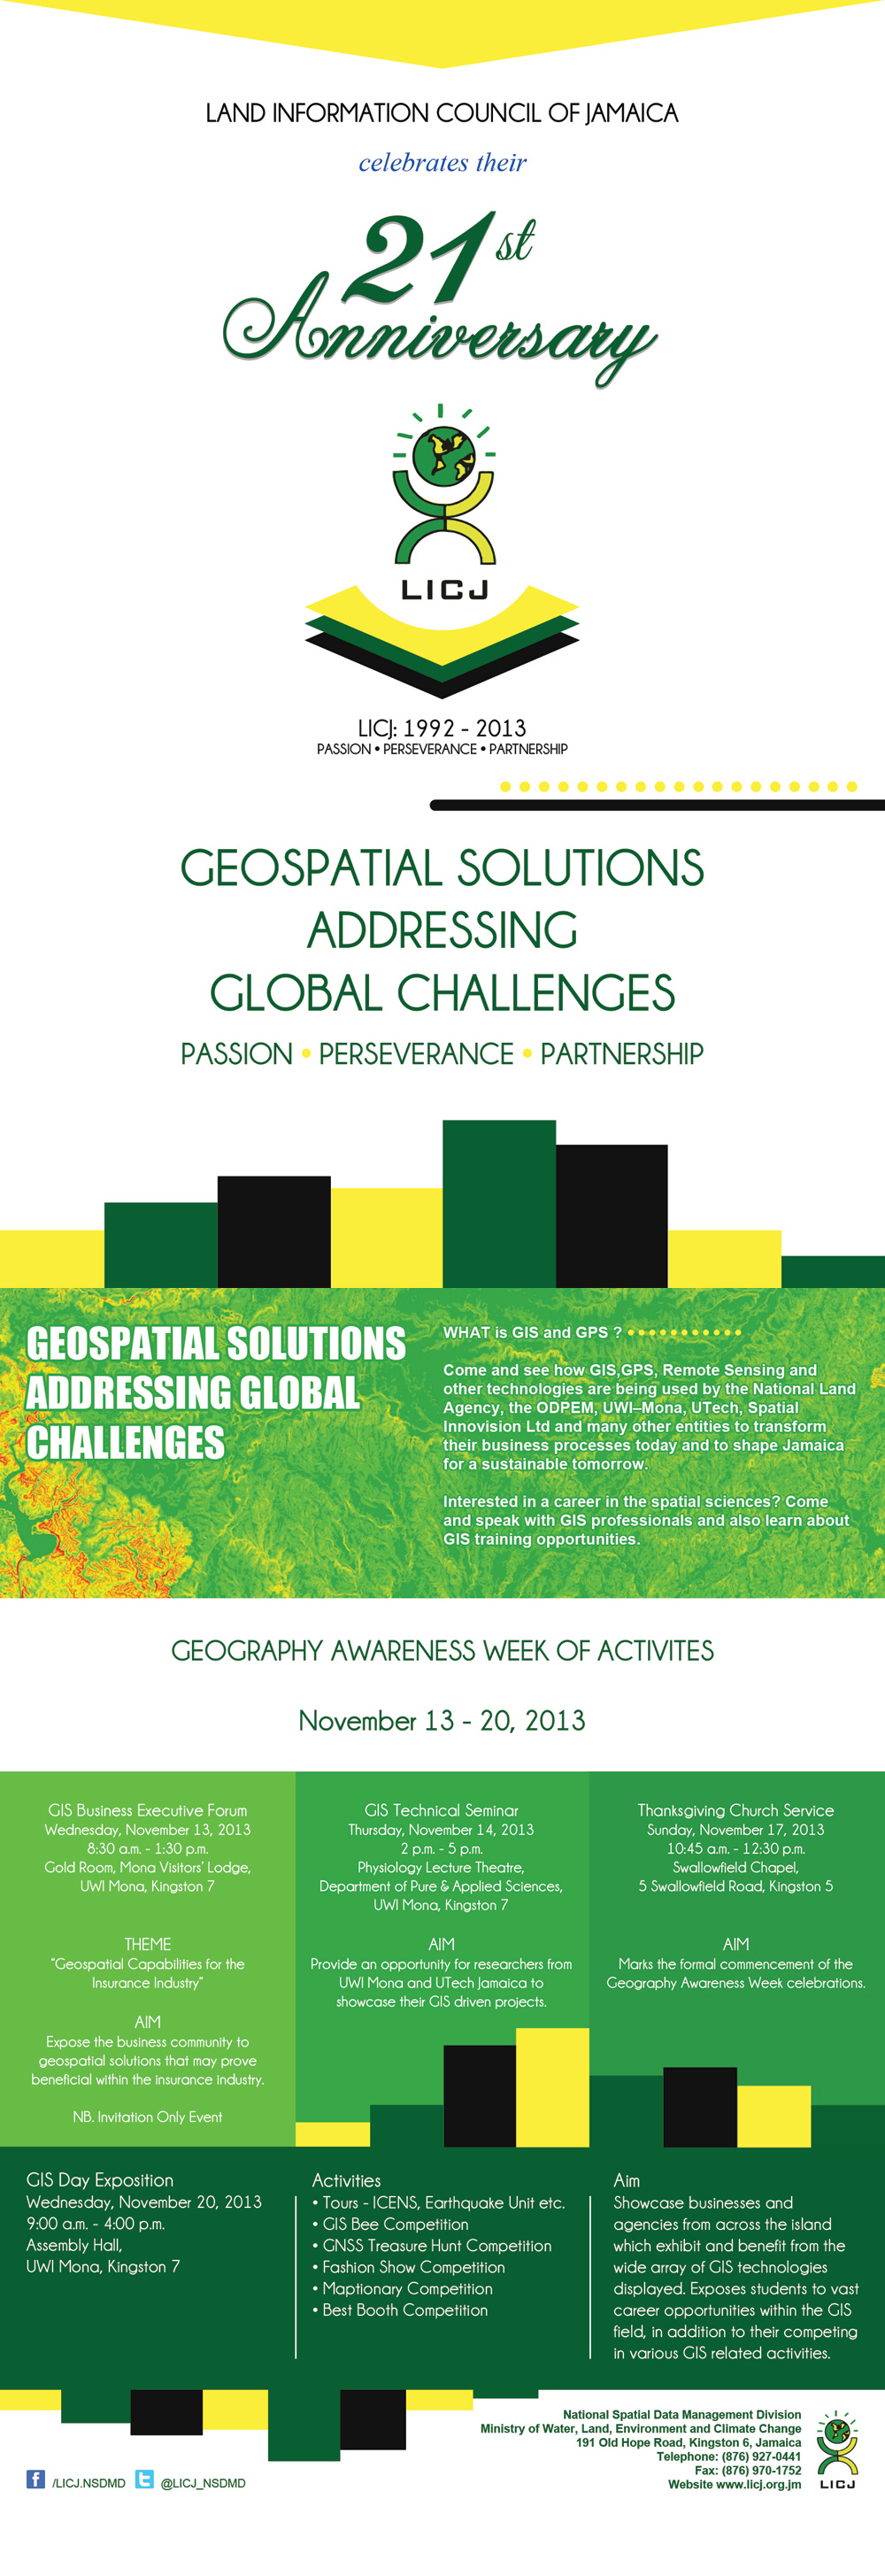 LAND INFORMATION COUNCIL OF JAMAICA
celebrates their
21st
Anniversary
LICJ
LICJ: 1992 - 2013
PASSION • PERSEVERANCE • PARTNERSHIP
GEOSPATIAL SOLUTIONS
ADDRESSING
GLOBAL CHALLENGES
PASSION • PERSEVERANCE • PARTNERSHIP
GEOSPATIAL SOLUTIONS
ADDRESSING GLOBAL
CHALLENGES
WHAT is GIS and GPS ?
Come and see how GIS,GPS, Remote Sensing and
other technologies are being used by the National Land
Agency, the ODPEM, UWI–Mona, UTech, Spatial
Innovision Ltd and many other entities to transform
their business processes today and to shape Jamaica
for a sustainable tomorrow.
Interested in a career in the spatial sciences? Come
and speak with GIS professionals and also learn about
GIS training opportunities.
GEOGRAPHY AWARENESS WEEK OF ACTIVITES
November 13 - 20, 2013
GIS Business Executive Forum
Wednesday, November 13, 2013
8:30 a.m. - 1:30 p.m.
Gold Room, Mona Visitors' Lodge,
UWI Mona, Kingston 7
THEME
"Geospatial Capabilities for the
Insurance Industry"
AIM
Expose the business community to
geospatial solutions that may prove
beneficial within the insurance industry.
NB. Invitation Only Event
GIS Technical Seminar
Thursday, November 14, 2013
2 p.m. - 5 p.m.
Physiology Lecture Theatre,
Department of Pure & Applied Sciences,
UWI Mona, Kingston 7
AIM
Provide an opportunity for researchers from
UWI Mona and UTech Jamaica to
showcase their GIS driven projects.
Thanksgiving Church Service
Sunday, November 17, 2013
10:45 a.m. - 12:30 p.m.
Swallowfield Chapel,
5 Swallowfield Road, Kingston 5
AIM
Marks the formal commencement of the
Geography Awareness Week celebrations.
GIS Day Exposition
Wednesday, November 20, 2013
9:00 a.m. - 4:00 p.m.
Assembly Hall,
UWI Mona, Kingston 7
Activities
• Tours - ICENS, Earthquake Unit etc.
• GIS Bee Competition
• GNSS Treasure Hunt Competition
• Fashion Show Competition
• Maptionary Competition
• Best Booth Competition
Aim
Showcase businesses and
agencies from across the island
which exhibit and benefit from the
wide array of GIS technologies
displayed. Exposes students to vast
career opportunities within the GIS
field, in addition to their competing
in various GIS related activities.
National Spatial Data Management Division
Ministry of Water, Land, Environment and Climate Change
191 Old Hope Road, Kingston 6, Jamaica
Telephone: (876) 927-0441
Fax: (876) 970-1752
Website www.licj.org.jm
LICJ
f /LICJ.NSDMD t @LICJ_NSDMD